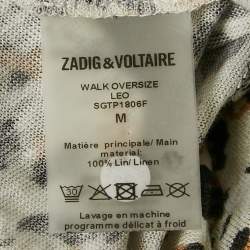 ZADIG & VOLTAIRE
WALK OVERSIZE
LEO
SGTP1806F
M
Matière principale/ Main
material:
100% Lin/ Linen
30
Lavage en machine
programme délicat à froid